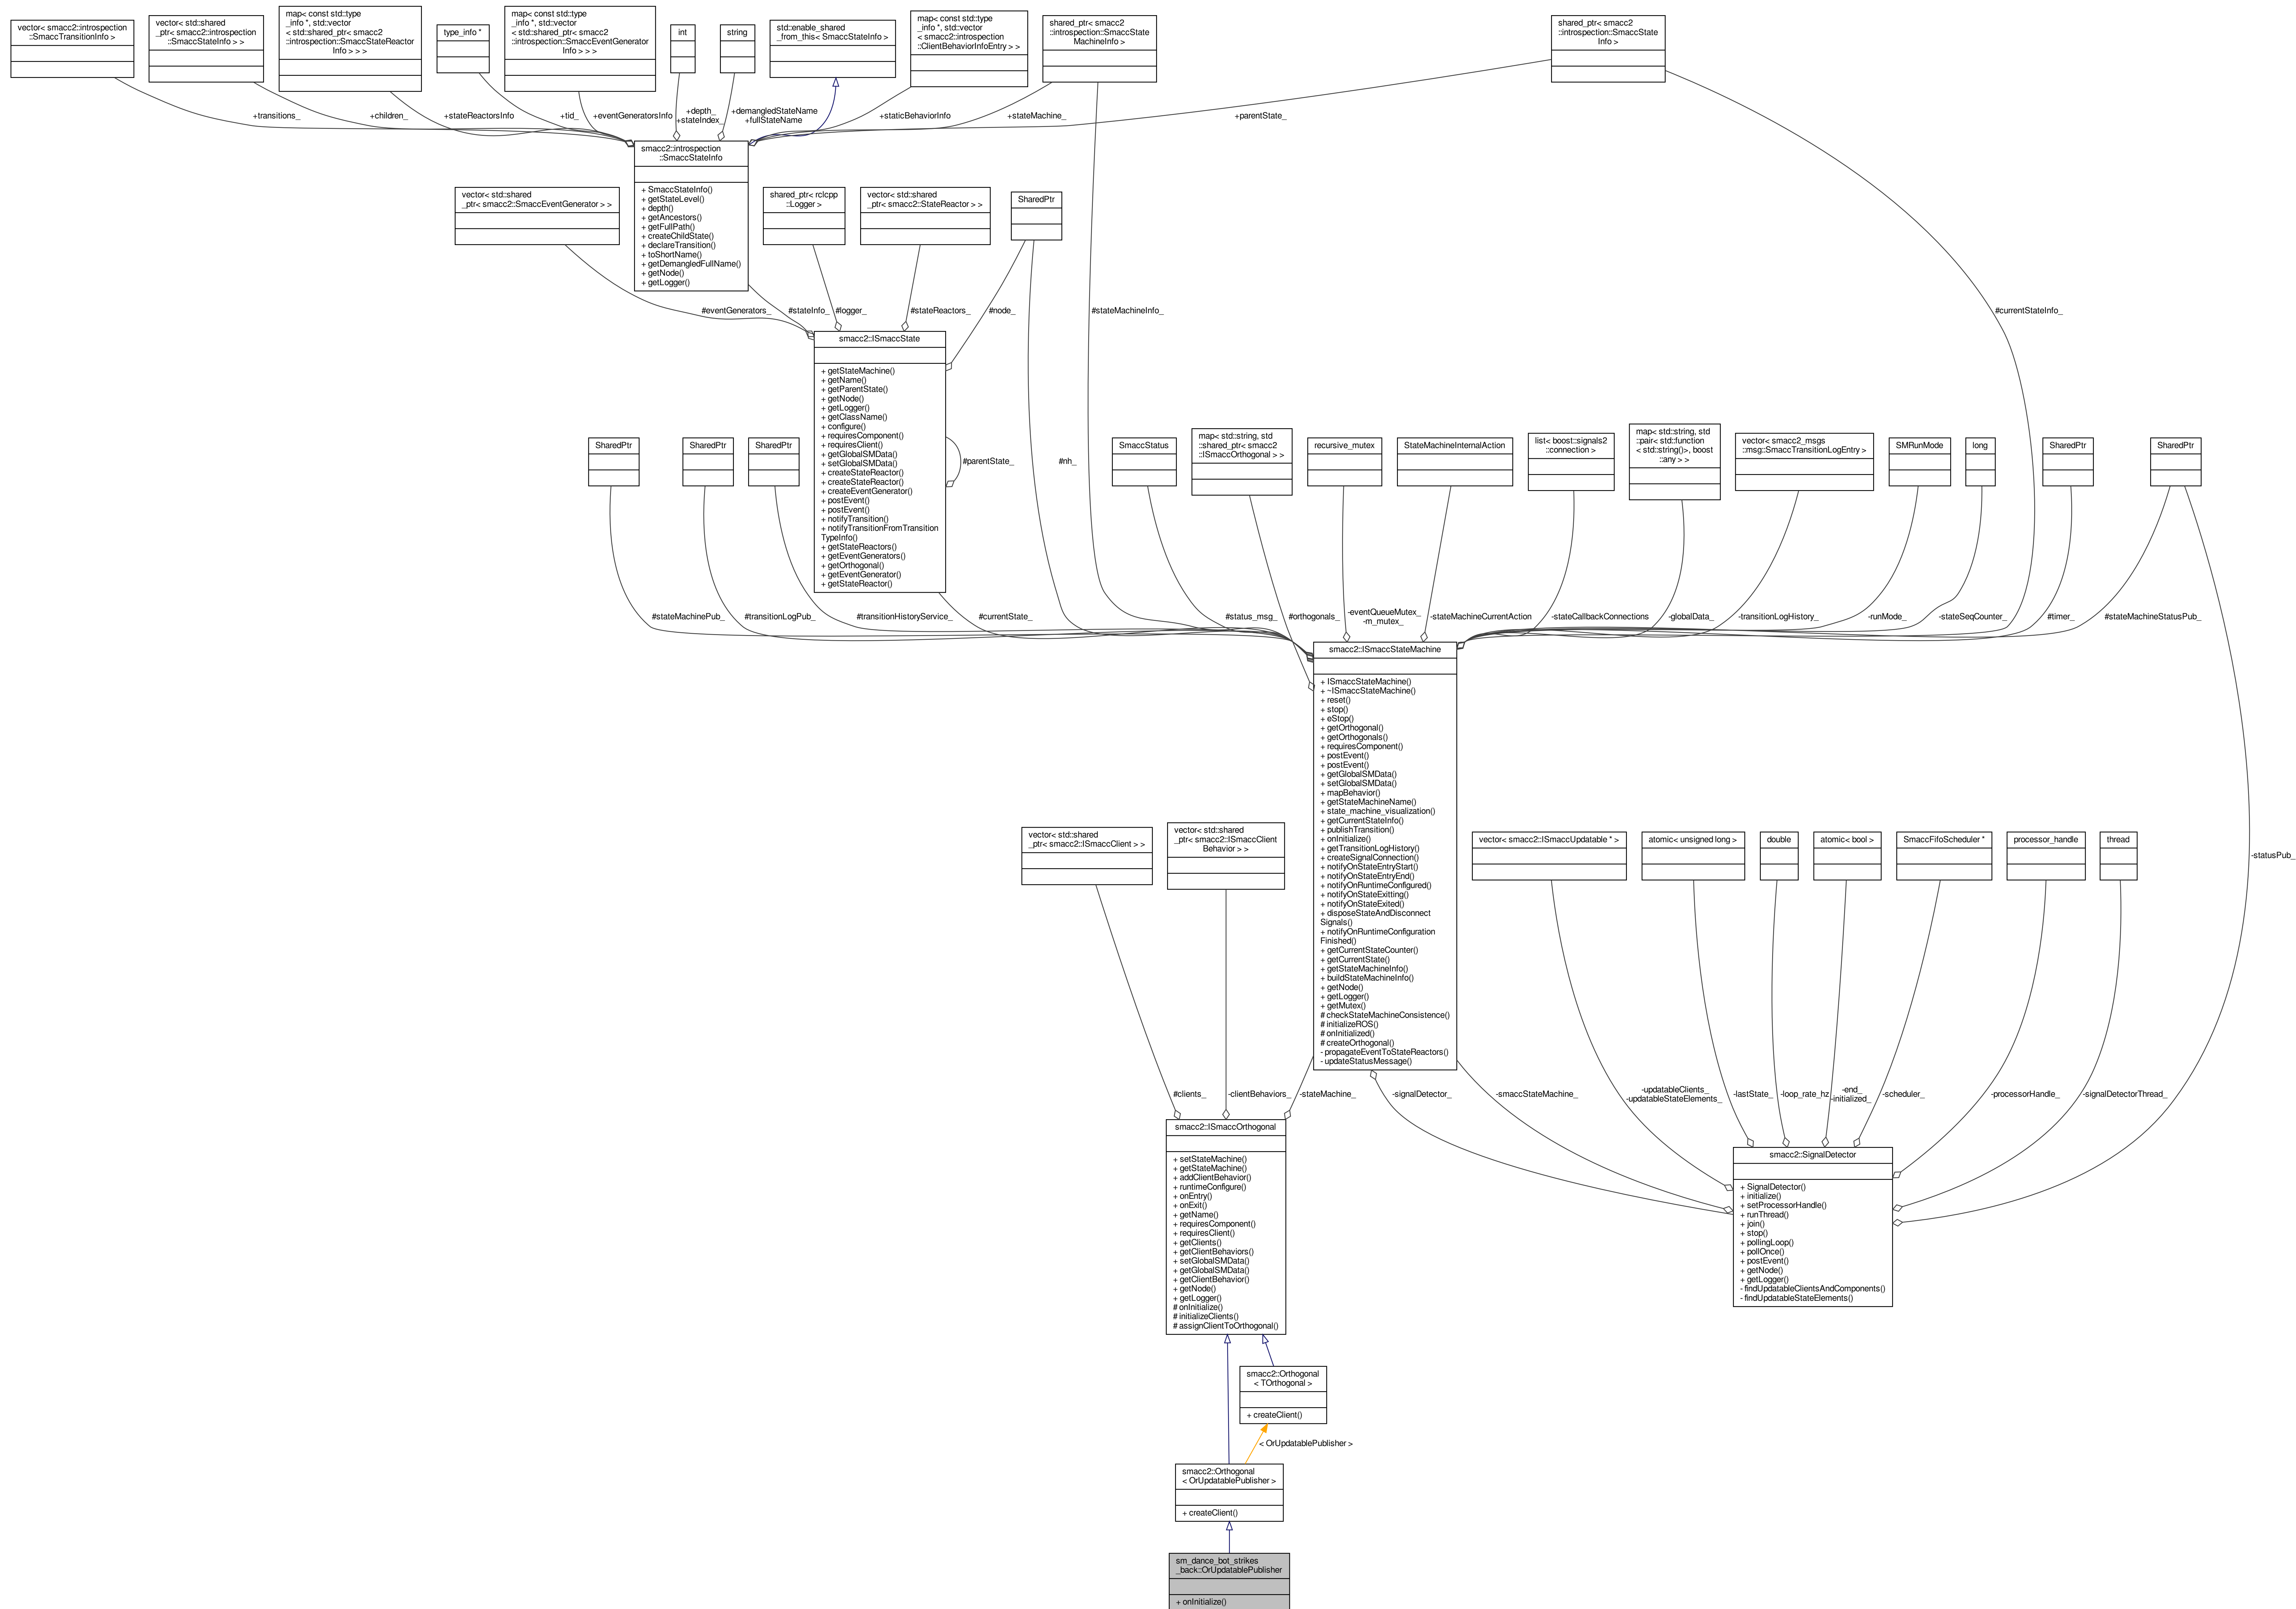 vector< smacc2::introspection
::SmaccTransitionInfo >
vector< std::shared
_ptr< smacc2::introspection
::SmaccStateInfo > >
map< const std::type
_info *, std::vector
< std::shared_ptr< smacc2
::introspection::SmaccStateReactor
Info > > >
type_info *
map< const std::type
_info *, std::vector
< std::shared_ptr< smacc2
::introspection::SmaccEventGenerator
Info > > >
int
string
std::enable_shared
_from_this< SmaccStateInfo >
map< const std::type
_info *, std::vector
< smacc2::introspection
::ClientBehaviorInfoEntry > >
shared_ptr< smacc2
::introspection::SmaccState
MachineInfo >
shared_ptr< smacc2
::introspection::SmaccState
Info >
+transitions_
+children_
+stateReactorsInfo
+tid_
+eventGeneratorsInfo
+depth_
+stateIndex_
+demangledStateName
+fullStateName
+staticBehaviorInfo
+stateMachine_
+parentState_
smacc2::introspection
::SmaccStateInfo
+ SmaccStateInfo()
+ getStateLevel()
+ depth()
+ getAncestors()
+ getFullPath()
+ createChildState()
+ declareTransition()
+ toShortName()
+ getDemangledFullName()
+ getNode()
+ getLogger()
vector< std::shared
_ptr< smacc2::SmaccEventGenerator > >
shared_ptr< rclcpp
::Logger >
vector< std::shared
_ptr< smacc2::StateReactor > >
SharedPtr
#eventGenerators_
#stateInfo_
#logger_
#stateReactors_
#node_
#stateMachineInfo_
#currentStateInfo_
smacc2::ISmaccState
+ getStateMachine()
+ getName()
+ getParentState()
+ getNode()
+ getLogger()
+ getClassName()
+ configure()
+ requiresComponent()
+ requiresClient()
+ getGlobalSMData()
+ setGlobalSMData()
+ createStateReactor()
+ createStateReactor()
+ createEventGenerator()
+ postEvent()
+ postEvent()
+ notifyTransition()
+ notifyTransitionFromTransition
TypeInfo()
+ getStateReactors()
+ getEventGenerators()
+ getOrthogonal()
+ getEventGenerator()
+ getStateReactor()
#parentState_
#nh_
SharedPtr
SharedPtr
SharedPtr
SmaccStatus
map< std::string, std
::shared_ptr< smacc2
::ISmaccOrthogonal > >
recursive_mutex
StateMachineInternalAction
list< boost::signals2
::connection >
map< std::string, std
::pair< std::function
< std::string()>, boost
::any > >
vector< smacc2_msgs
::msg::SmaccTransitionLogEntry >
SMRunMode
long
SharedPtr
SharedPtr
#stateMachinePub_
#transitionLogPub_
#transitionHistoryService_
#currentState_
#status_msg_
#orthogonals_
-eventQueueMutex_
-m_mutex_
-stateMachineCurrentAction
-stateCallbackConnections
-globalData_
-transitionLogHistory_
-runMode_
-stateSeqCounter_
#timer_
#stateMachineStatusPub_
smacc2::ISmaccStateMachine
+ ISmaccStateMachine()
+ ~ISmaccStateMachine()
+ reset()
+ stop()
+ eStop()
+ getOrthogonal()
+ getOrthogonals()
+ requiresComponent()
+ postEvent()
+ postEvent()
+ getGlobalSMData()
+ setGlobalSMData()
+ mapBehavior()
+ getStateMachineName()
+ state_machine_visualization()
+ getCurrentStateInfo()
+ publishTransition()
+ onInitialize()
+ getTransitionLogHistory()
+ createSignalConnection()
+ notifyOnStateEntryStart()
+ notifyOnStateEntryEnd()
+ notifyOnRuntimeConfigured()
+ notifyOnStateExitting()
+ notifyOnStateExited()
+ disposeStateAndDisconnect
Signals()
+ notifyOnRuntimeConfiguration
Finished()
+ getCurrentStateCounter()
+ getCurrentState()
+ getStateMachineInfo()
+ buildStateMachineInfo()
+ getNode()
+ getLogger()
+ getMutex()
# checkStateMachineConsistence()
# initializeROS()
# onInitialized()
# createOrthogonal()
- propagateEventToStateReactors()
- updateStatusMessage()
vector< std::shared
_ptr< smacc2::ISmaccClient > >
vector< std::shared
_ptr< smacc2::ISmaccClient
Behavior > >
vector< smacc2::ISmaccUpdatable * >
atomic< unsigned long >
double
atomic< bool >
SmaccFifoScheduler *
processor_handle
thread
-statusPub_
#clients_
-clientBehaviors_
-stateMachine_
-signalDetector_
-smaccStateMachine_
-updatableClients_
-updatableStateElements_
-lastState_
-loop_rate_hz
-end_
-initialized_
-scheduler_
-processorHandle_
-signalDetectorThread_
smacc2::ISmaccOrthogonal
+ setStateMachine()
+ getStateMachine()
+ addClientBehavior()
+ runtimeConfigure()
+ onEntry()
+ onExit()
+ getName()
+ requiresComponent()
+ requiresClient()
+ getClients()
+ getClientBehaviors()
+ setGlobalSMData()
+ getGlobalSMData()
+ getClientBehavior()
+ getNode()
+ getLogger()
# onInitialize()
# initializeClients()
# assignClientToOrthogonal()
smacc2::SignalDetector
+ SignalDetector()
+ initialize()
+ setProcessorHandle()
+ runThread()
+ join()
+ stop()
+ pollingLoop()
+ pollOnce()
+ postEvent()
+ getNode()
+ getLogger()
- findUpdatableClientsAndComponents()
- findUpdatableStateElements()
smacc2::Orthogonal
< TOrthogonal >
+ createClient()
< OrUpdatablePublisher >
smacc2::Orthogonal
< OrUpdatablePublisher >
+ createClient()
sm_dance_bot_strikes
_back::OrUpdatablePublisher
+ onInitialize()